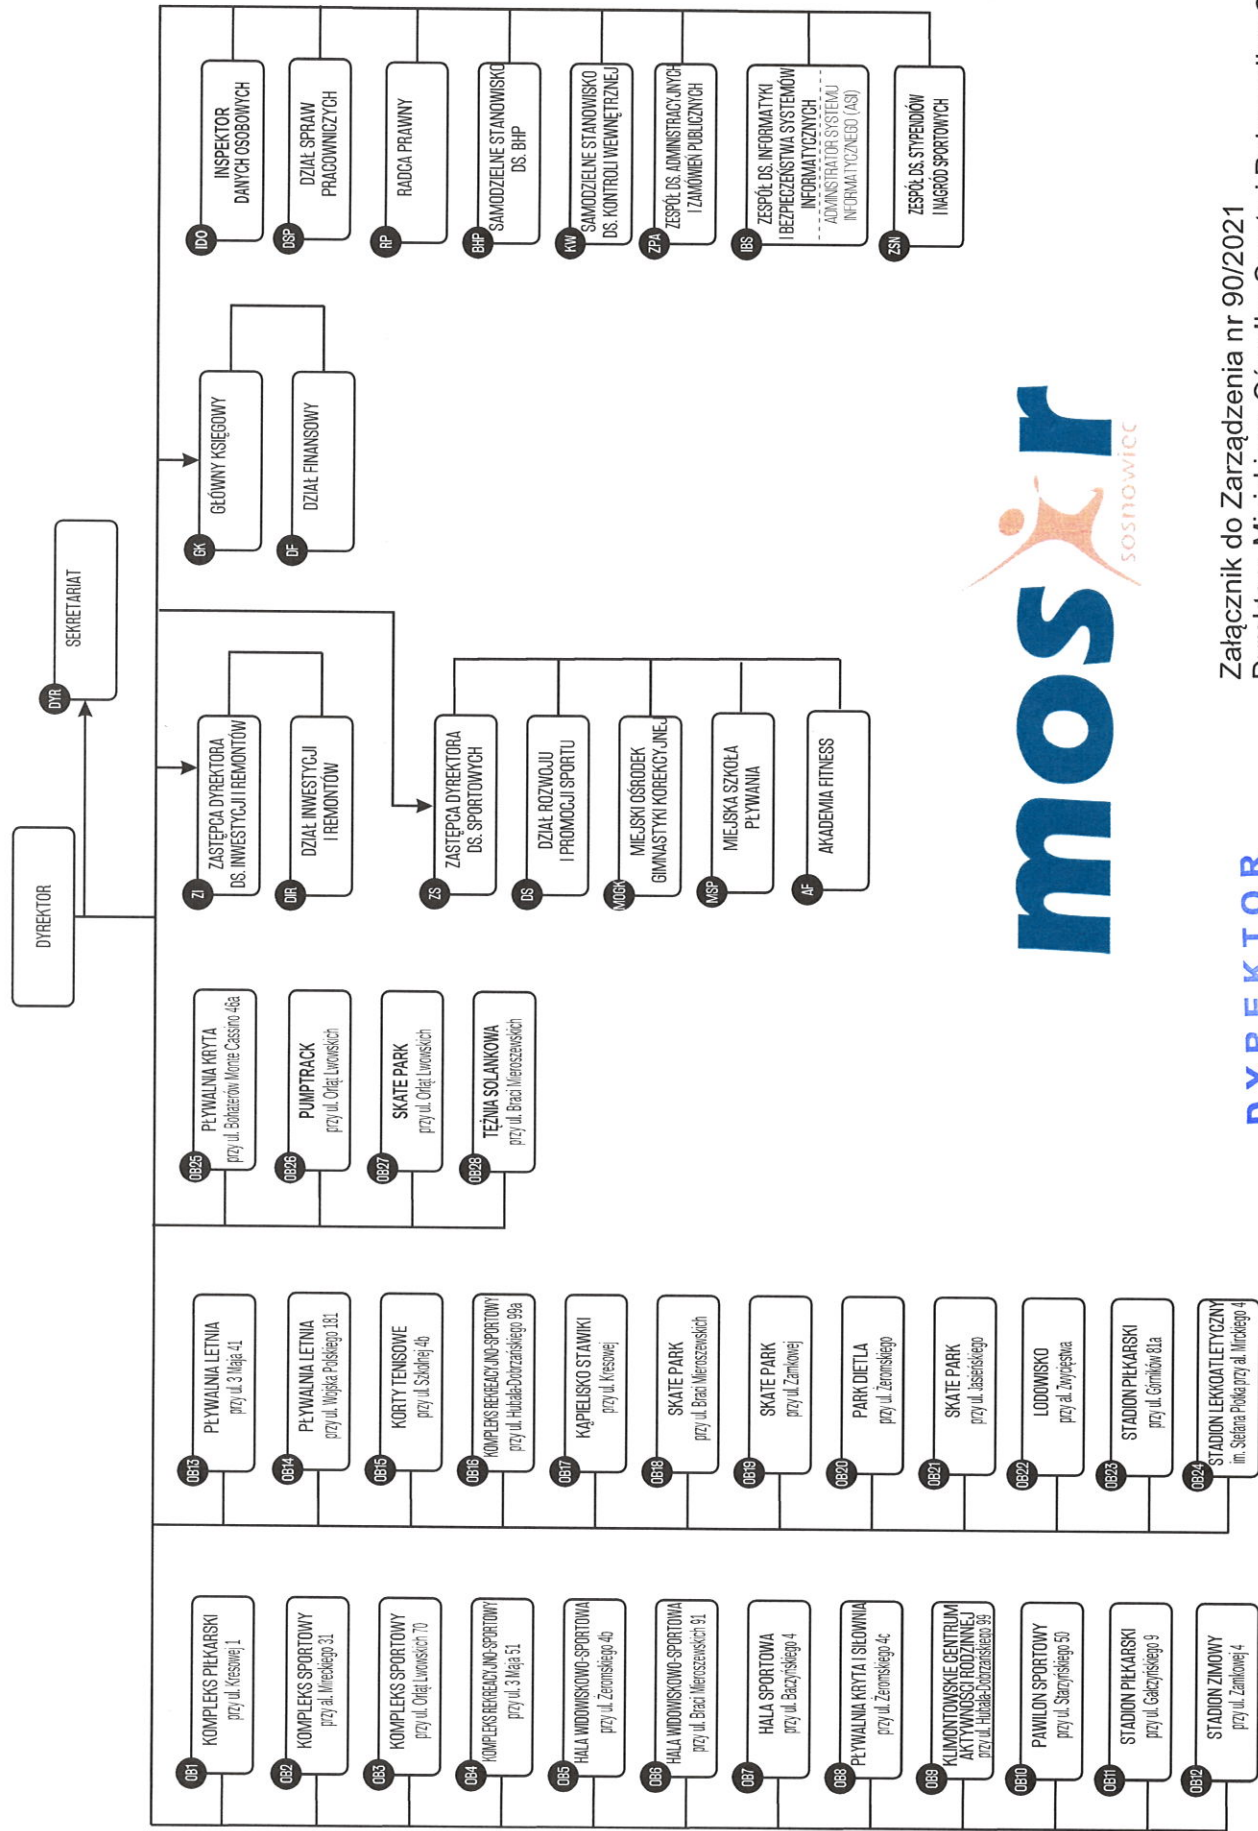 DYREKTOR
DYR
SEKRETARIAT
OB1
KOMPLEKS PIŁKARSKI
przy ul. Kresowej 1
OB2
KOMPLEKS SPORTOWY
przy al. Mireckiego 31
OB3
KOMPLEKS SPORTOWY
przy ul. Orląt Lwowskich 70
OB4
KOMPLEKS REKREACYJNO-SPORTOWY
przy ul. 3 Maja 51
OB5
HALA WIDOWISKOWO-SPORTOWA
przy ul. Żeromskiego 4b
OB6
HALA WIDOWISKOWO-SPORTOWA
przy ul. Braci Mieroszewskich 91
OB7
HALA SPORTOWA
przy ul. Baczyńskiego 4
OB8
PŁYWALNIA KRYTA I SIŁOWNIA
przy ul. Żeromskiego 4c
OB9
KLIMONTOWSKIE CENTRUM
AKTYWNOŚCI RODZINNEJ
przy ul. Hubala-Dobrzańskiego 99
OB10
PAWILON SPORTOWY
przy ul. Starzyńskiego 50
OB11
STADION PIŁKARSKI
przy ul. Gałczyńskiego 9
OB12
STADION ZIMOWY
przy ul. Zamkowej 4
OB13
PŁYWALNIA LETNIA
przy ul. 3 Maja 41
OB14
PŁYWALNIA LETNIA
przy ul. Wojska Polskiego 181
OB15
KORTY TENISOWE
przy ul. Szkolnej 4b
OB16
KOMPLEKS REKREACYJNO-SPORTOWY
przy ul. Hubala-Dobrzańskiego 99a
OB17
KĄPIELISKO STAWIKI
przy ul. Kresowej
OB18
SKATE PARK
przy ul. Braci Mieroszewskich
OB19
SKATE PARK
przy ul. Zamkowej
OB20
PARK DIETLA
przy ul. Żeromskiego
OB21
SKATE PARK
przy ul. Jasieńskiego
OB22
LODOWISKO
przy al. Zwycięstwa
OB23
STADION PIŁKARSKI
przy ul. Górników 81a
OB24
STADION LEKKOATLETYCZNY
im. Stefana Płotka przy al. Mirckiego 4
OB25
PŁYWALNIA KRYTA
przy ul. Bohaterów Monte Cassino 46a
OB26
PUMPTRACK
przy ul. Orląt Lwowskich
OB27
SKATE PARK
przy ul. Orląt Lwowskich
OB28
TĘŻNIA SOLANKOWA
przy ul. Braci Mieroszewskich
ZI
ZASTĘPCA DYREKTORA
DS. INWESTYCJI I REMONTÓW
DIR
DZIAŁ INWESTYCJI
I REMONTÓW
ZS
ZASTĘPCA DYREKTORA
DS. SPORTOWYCH
DS
DZIAŁ ROZWOJU
I PROMOCJI SPORTU
MOGK
MIEJSKI OŚRODEK
GIMNASTYKI KOREKCYJNEJ
MSP
MIEJSKA SZKOŁA
PŁYWANIA
AF
AKADEMIA FITNESS
GK
GŁÓWNY KSIĘGOWY
DF
DZIAŁ FINANSOWY
IDO
INSPEKTOR
DANYCH OSOBOWYCH
DSP
DZIAŁ SPRAW
PRACOWNICZYCH
RP
RADCA PRAWNY
BHP
SAMODZIELNE STANOWISKO
DS. BHP
KW
SAMODZIELNE STANOWISKO
DS. KONTROLI WEWNĘTRZNEJ
ZPA
ZESPÓŁ DS. ADMINISTRACYJNYCH
I ZAMÓWIEŃ PUBLICZNYCH
IBS
ZESPÓŁ DS. INFORMATYKI
I BEZPIECZEŃSTWA SYSTEMÓW
INFORMATYCZNYCH
ADMINISTRATOR SYSTEMU
INFORMATYCZNEGO (ASI)
ZSN
ZESPÓŁ DS. STYPENDIÓW
I NAGRÓD SPORTOWYCH
mosir
sosnowiec
DYREKTOR
Załącznik do Zarządzenia nr 90/2021